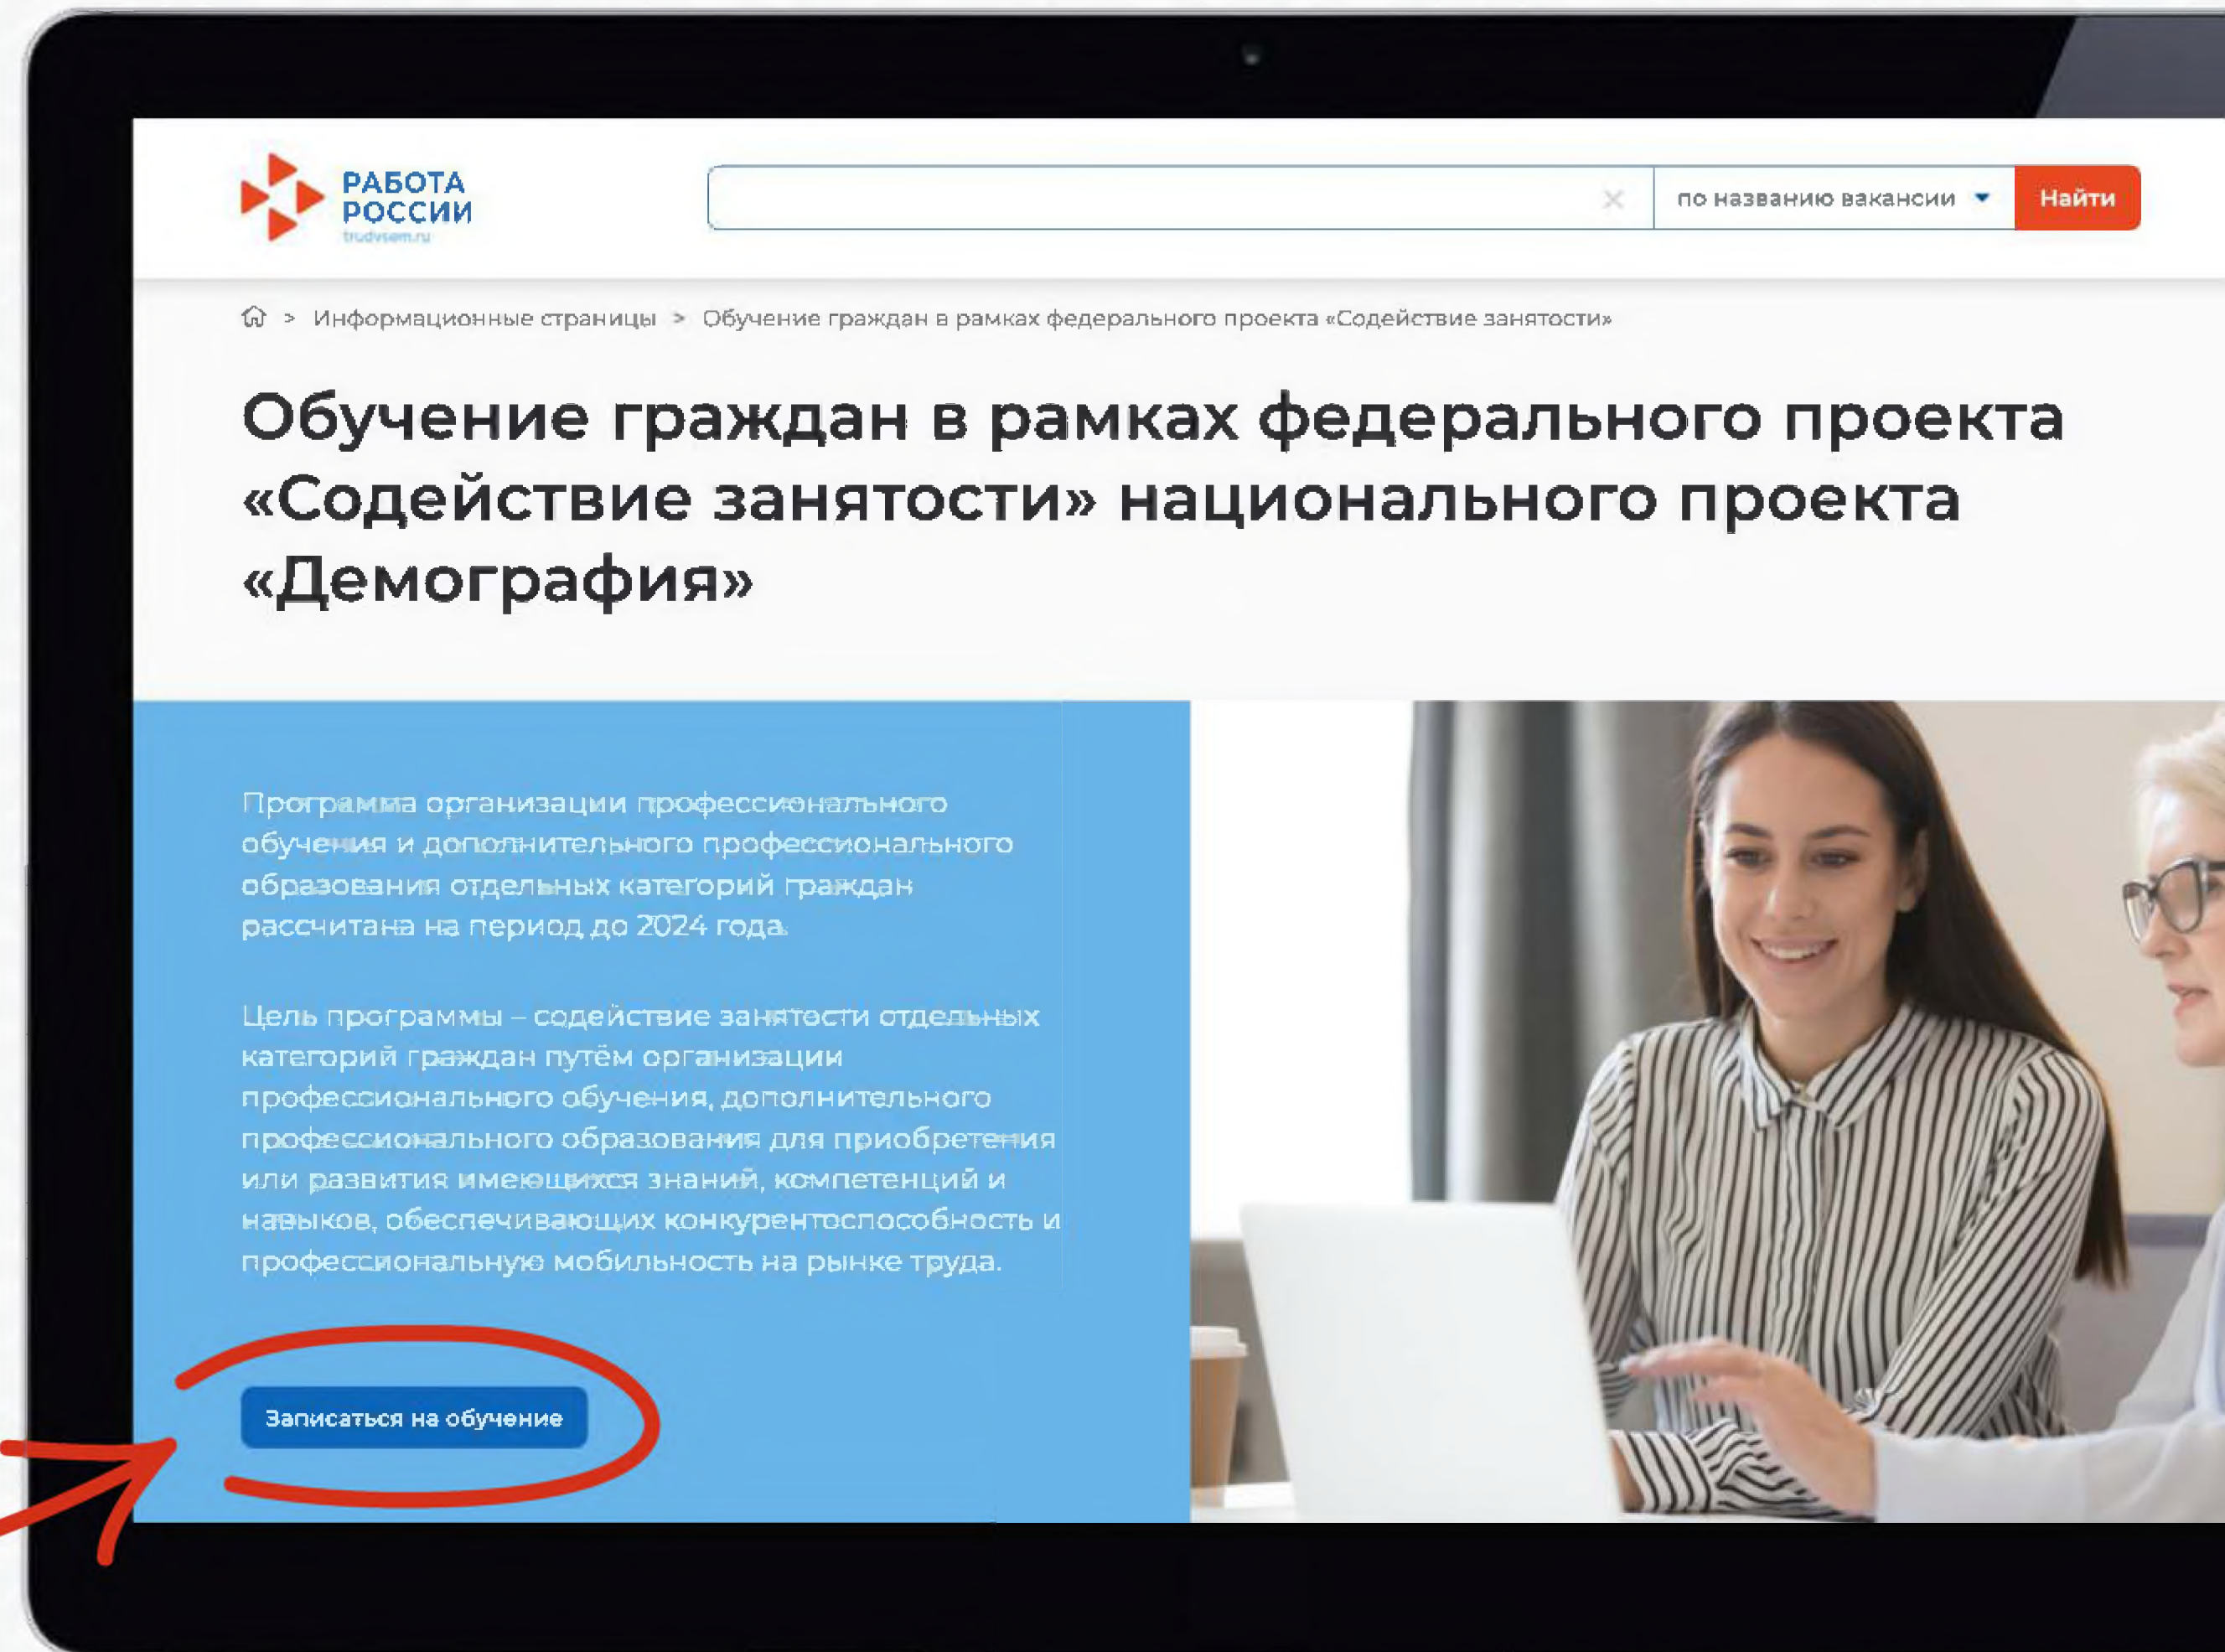 РАБОТА
РОССИИ
trudvsem.ru
по названию вакансии
Найти
> Информационные страницы > Обучение граждан в рамках федерального проекта «Содействие занятости»
Обучение граждан в рамках федерального проекта
«Содействие занятости» национального проекта
«Демография»
Программа организации профессионального
обучения и дополнительного профессионального
образования отдельных категорий граждан
рассчитана на период до 2024 года.
Цель программы – содействие занятости отдельных
категорий граждан путём организации
профессионального обучения, дополнительного
профессионального образования для приобретения
или развития имеющихся знаний, компетенций и
навыков, обеспечивающих конкурентоспособность и
профессиональную мобильность на рынке труда.
Записаться на обучение